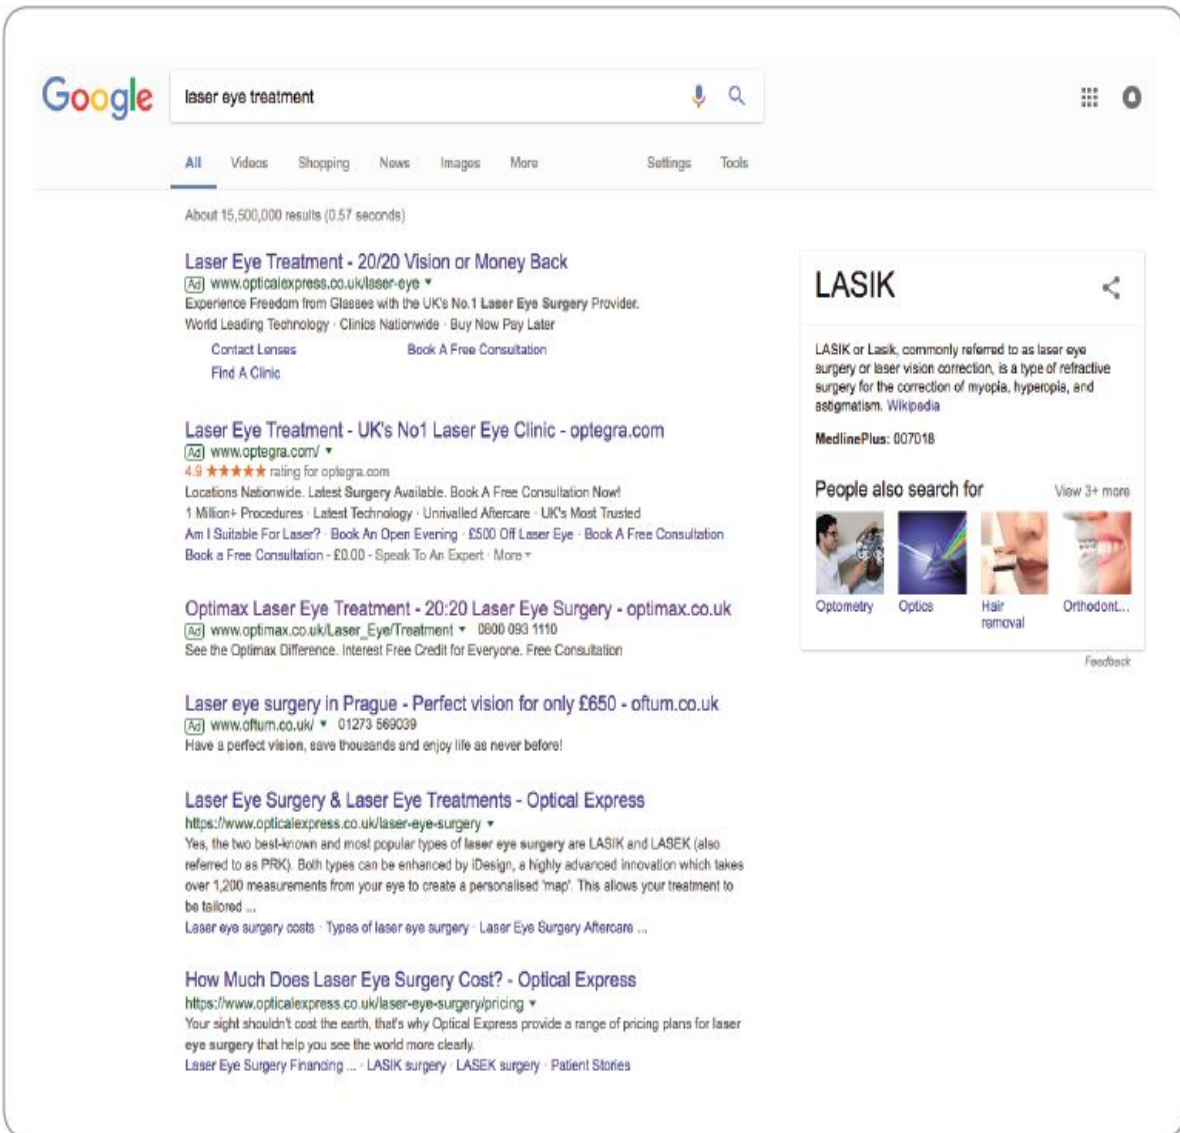 Google
laser eye treatment
All Videos Shopping News Images More Settings Tools
About 15,500,000 results (0.57 seconds)
Laser Eye Treatment - 20/20 Vision or Money Back
Ad www.opticalexpress.co.uk/laser-eye
Experience Freedom from Glasses with the UK's No.1 Laser Eye Surgery Provider.
World Leading Technology · Clinics Nationwide · Buy Now Pay Later
Contact Lenses Book A Free Consultation
Find A Clinic
Laser Eye Treatment - UK's No1 Laser Eye Clinic - optegra.com
Ad www.optegra.com/
4.9 ★★★★★ rating for optegra.com
Locations Nationwide. Latest Surgery Available. Book A Free Consultation Now!
1 Million+ Procedures · Latest Technology · Unrivalled Aftercare · UK's Most Trusted
Am I Suitable For Laser? · Book An Open Evening · £500 Off Laser Eye · Book A Free Consultation
Book a Free Consultation - £0.00 - Speak To An Expert · More
Optimax Laser Eye Treatment - 20:20 Laser Eye Surgery - optimax.co.uk
Ad www.optimax.co.uk/Laser_Eye/Treatment 0800 093 1110
See the Optimax Difference. Interest Free Credit for Everyone. Free Consultation
Laser eye surgery in Prague - Perfect vision for only £650 - oftum.co.uk
Ad www.oftum.co.uk/ 01273 569039
Have a perfect vision, save thousands and enjoy life as never before!
Laser Eye Surgery & Laser Eye Treatments - Optical Express
https://www.opticalexpress.co.uk/laser-eye-surgery
Yes, the two best-known and most popular types of laser eye surgery are LASIK and LASEK (also
referred to as PRK). Both types can be enhanced by iDesign, a highly advanced innovation which takes
over 1,200 measurements from your eye to create a personalised 'map'. This allows your treatment to
be tailored ...
Laser eye surgery costs · Types of laser eye surgery · Laser Eye Surgery Aftercare ...
How Much Does Laser Eye Surgery Cost? - Optical Express
https://www.opticalexpress.co.uk/laser-eye-surgery/pricing
Your sight shouldn't cost the earth, that's why Optical Express provide a range of pricing plans for laser
eye surgery that help you see the world more clearly.
Laser Eye Surgery Financing ... · LASIK surgery · LASEK surgery · Patient Stories
LASIK
LASIK or Lasik, commonly referred to as laser eye
surgery or laser vision correction, is a type of refractive
surgery for the correction of myopia, hyperopia, and
astigmatism. Wikipedia
MedlinePlus: 007018
People also search for View 3+ more
Optometry Optics Hair Orthodont...
removal
Feedback